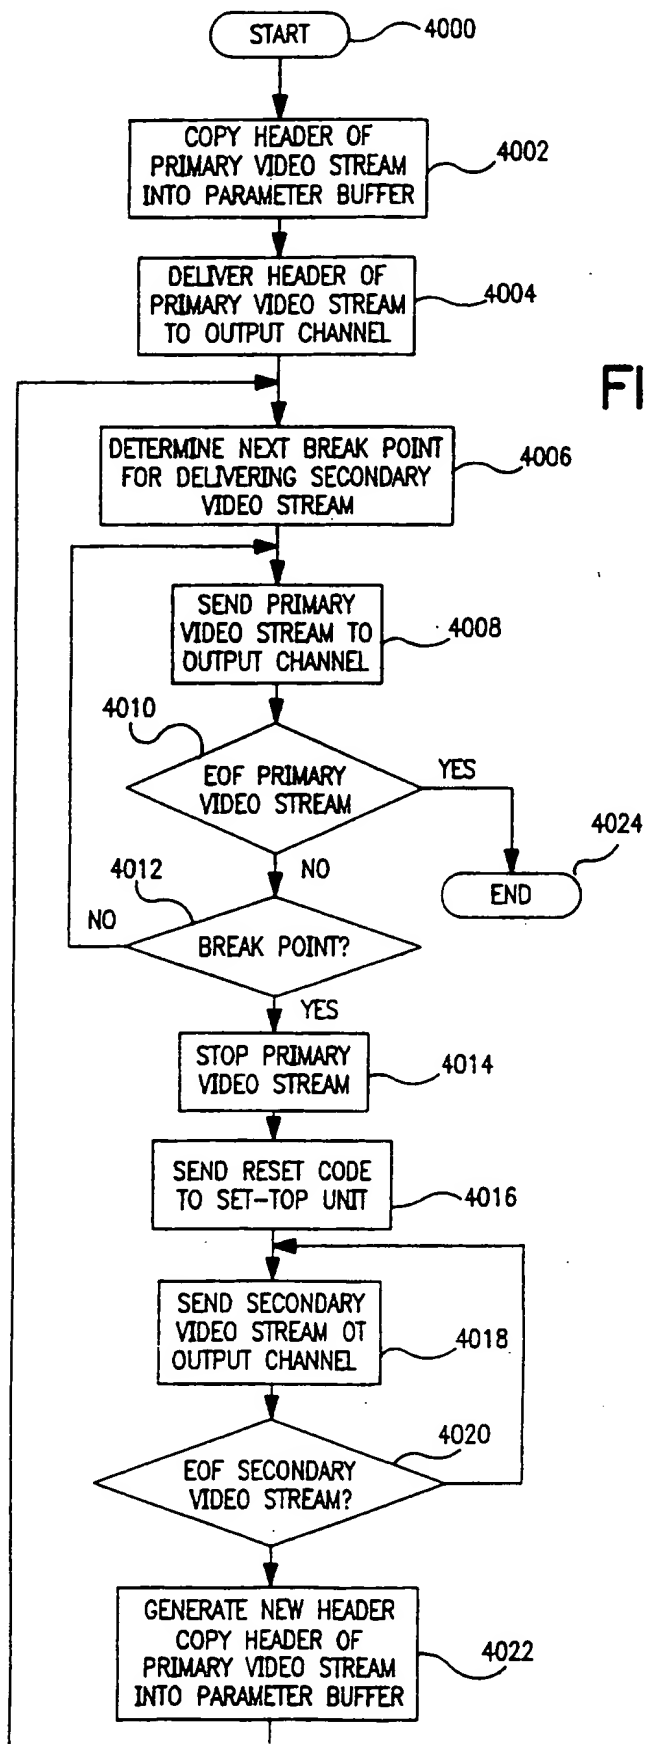 START
4000
COPY HEADER OF
PRIMARY VIDEO STREAM
INTO PARAMETER BUFFER
4002
DELIVER HEADER OF
PRIMARY VIDEO STREAM
TO OUTPUT CHANNEL
4004
FI
DETERMINE NEXT BREAK POINT
FOR DELIVERING SECONDARY
VIDEO STREAM
4006
SEND PRIMARY
VIDEO STREAM TO
OUTPUT CHANNEL
4008
4010
EOF PRIMARY
VIDEO STREAM
YES
4024
END
NO
4012
NO
BREAK POINT?
YES
STOP PRIMARY
VIDEO STREAM
4014
SEND RESET CODE
TO SET-TOP UNIT
4016
SEND SECONDARY
VIDEO STREAM OT
OUTPUT CHANNEL
4018
4020
EOF SECONDARY
VIDEO STREAM?
GENERATE NEW HEADER
COPY HEADER OF
PRIMARY VIDEO STREAM
INTO PARAMETER BUFFER
4022